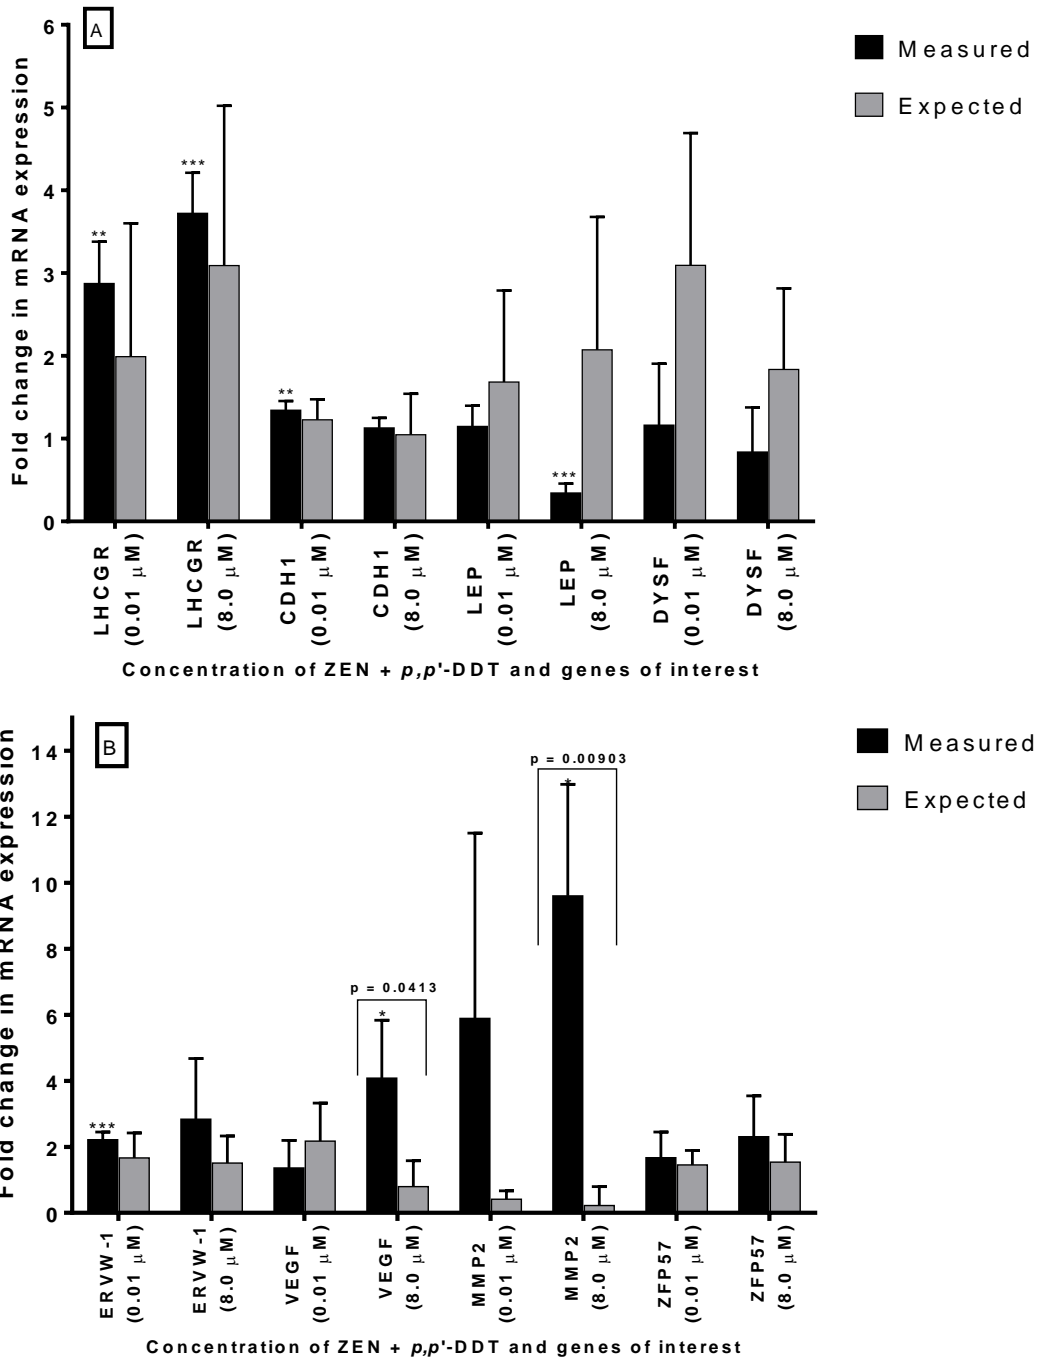 A
Measured
Expected
Fold change in mRNA expression
6
5
4
3
2
1
0
**
***
**
***
LHCGR
(0.01 μM)
LHCGR
(8.0 μM)
CDH1
(0.01 μM)
CDH1
(8.0 μM)
LEP
(0.01 μM)
LEP
(8.0 μM)
DYSF
(0.01 μM)
DYSF
(8.0 μM)
Concentration of ZEN + p,p'-DDT and genes of interest
B
Measured
Expected
Fold change in mRNA expression
14
12
10
8
6
4
2
0
p = 0.00903
*
p = 0.0413
*
***
ERVW-1
(0.01 μM)
ERVW-1
(8.0 μM)
VEGF
(0.01 μM)
VEGF
(8.0 μM)
MMP2
(0.01 μM)
MMP2
(8.0 μM)
ZFP57
(0.01 μM)
ZFP57
(8.0 μM)
Concentration of ZEN + p,p'-DDT and genes of interest